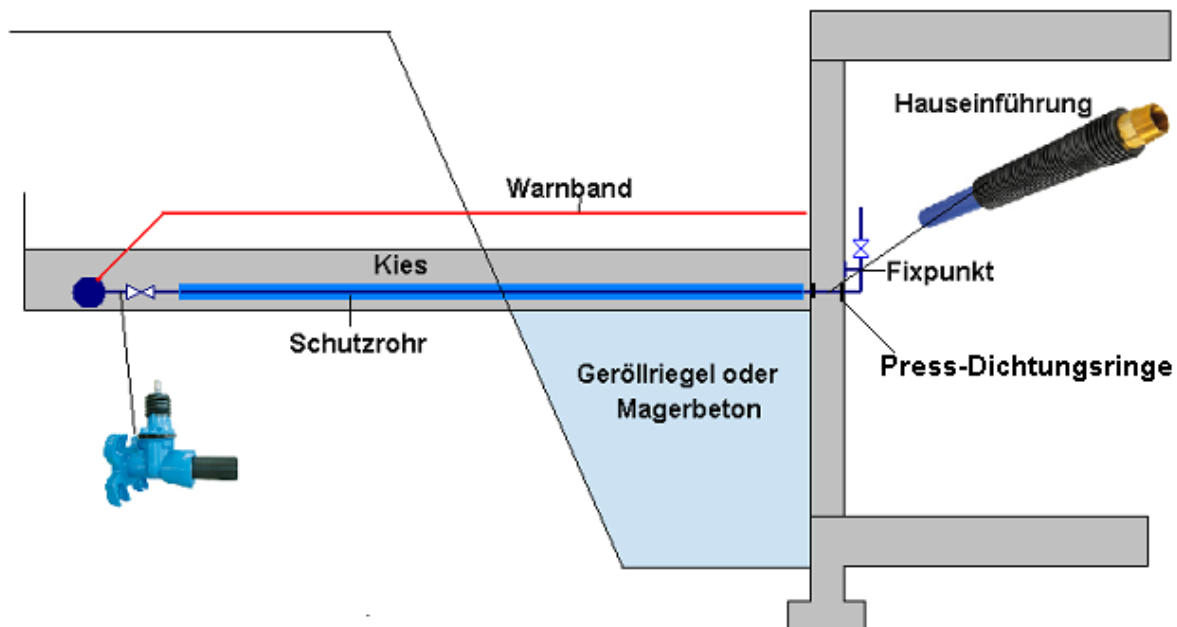 Hauseinführung
Warnband
Kies
Fixpunkt
Schutzrohr
Press-Dichtungsringe
Geröllriegel oder
Magerbeton